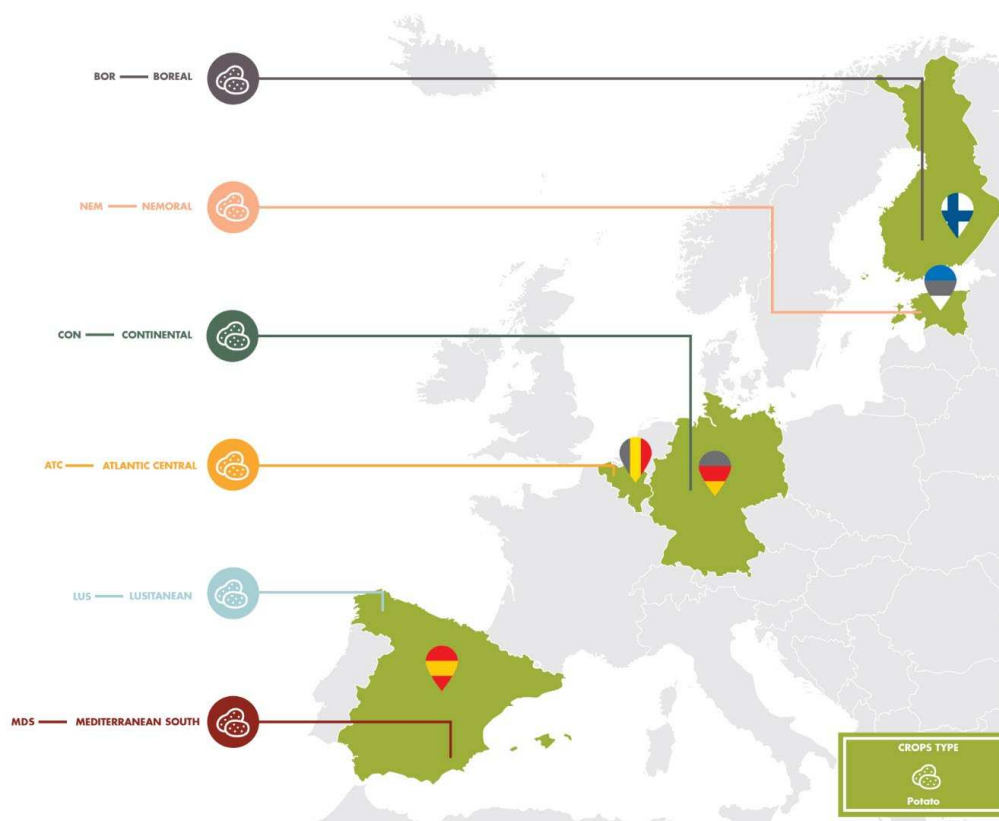 BOR — BOREAL
NEM — NEMORAL
CON — CONTINENTAL
ATC — ATLANTIC CENTRAL
LUS — LUSITANEAN
MDS — MEDITERRANEAN SOUTH
CROPS TYPE
Potato